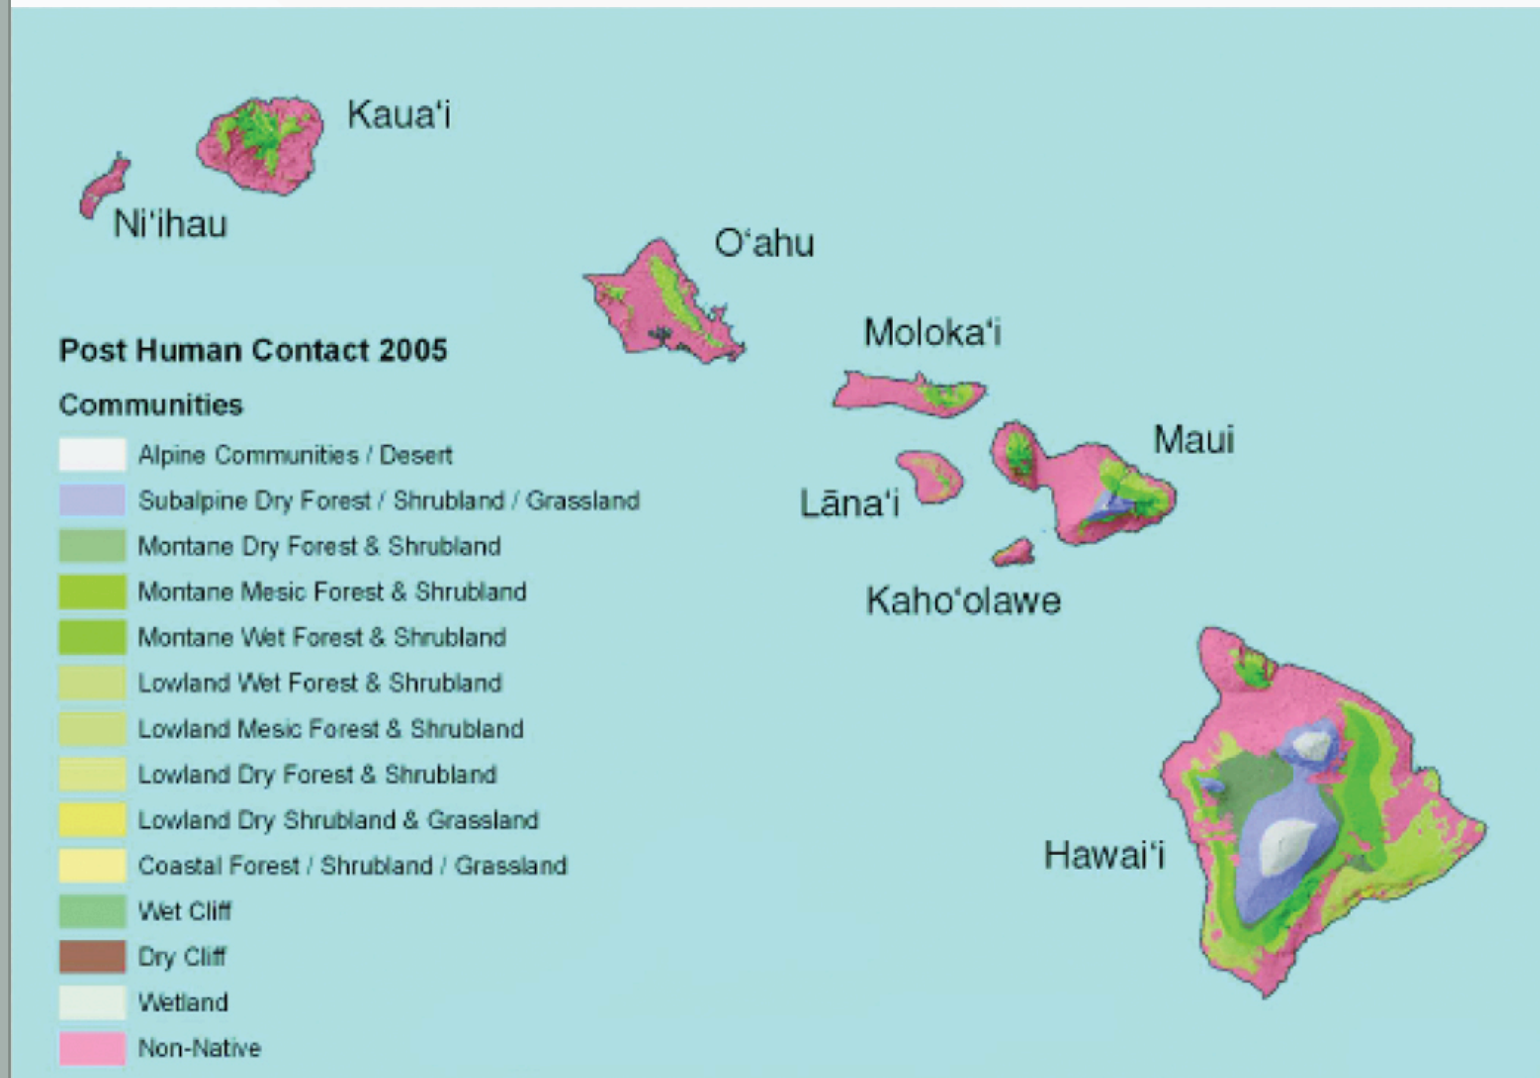 Kauaʻi
Niʻihau
Oʻahu
Molokaʻi
Maui
Lānaʻi
Kahoʻolawe
Hawaiʻi
Post Human Contact 2005
Communities
Alpine Communities / Desert
Subalpine Dry Forest / Shrubland / Grassland
Montane Dry Forest & Shrubland
Montane Mesic Forest & Shrubland
Montane Wet Forest & Shrubland
Lowland Wet Forest & Shrubland
Lowland Mesic Forest & Shrubland
Lowland Dry Forest & Shrubland
Lowland Dry Shrubland & Grassland
Coastal Forest / Shrubland / Grassland
Wet Cliff
Dry Cliff
Wetland
Non-Native